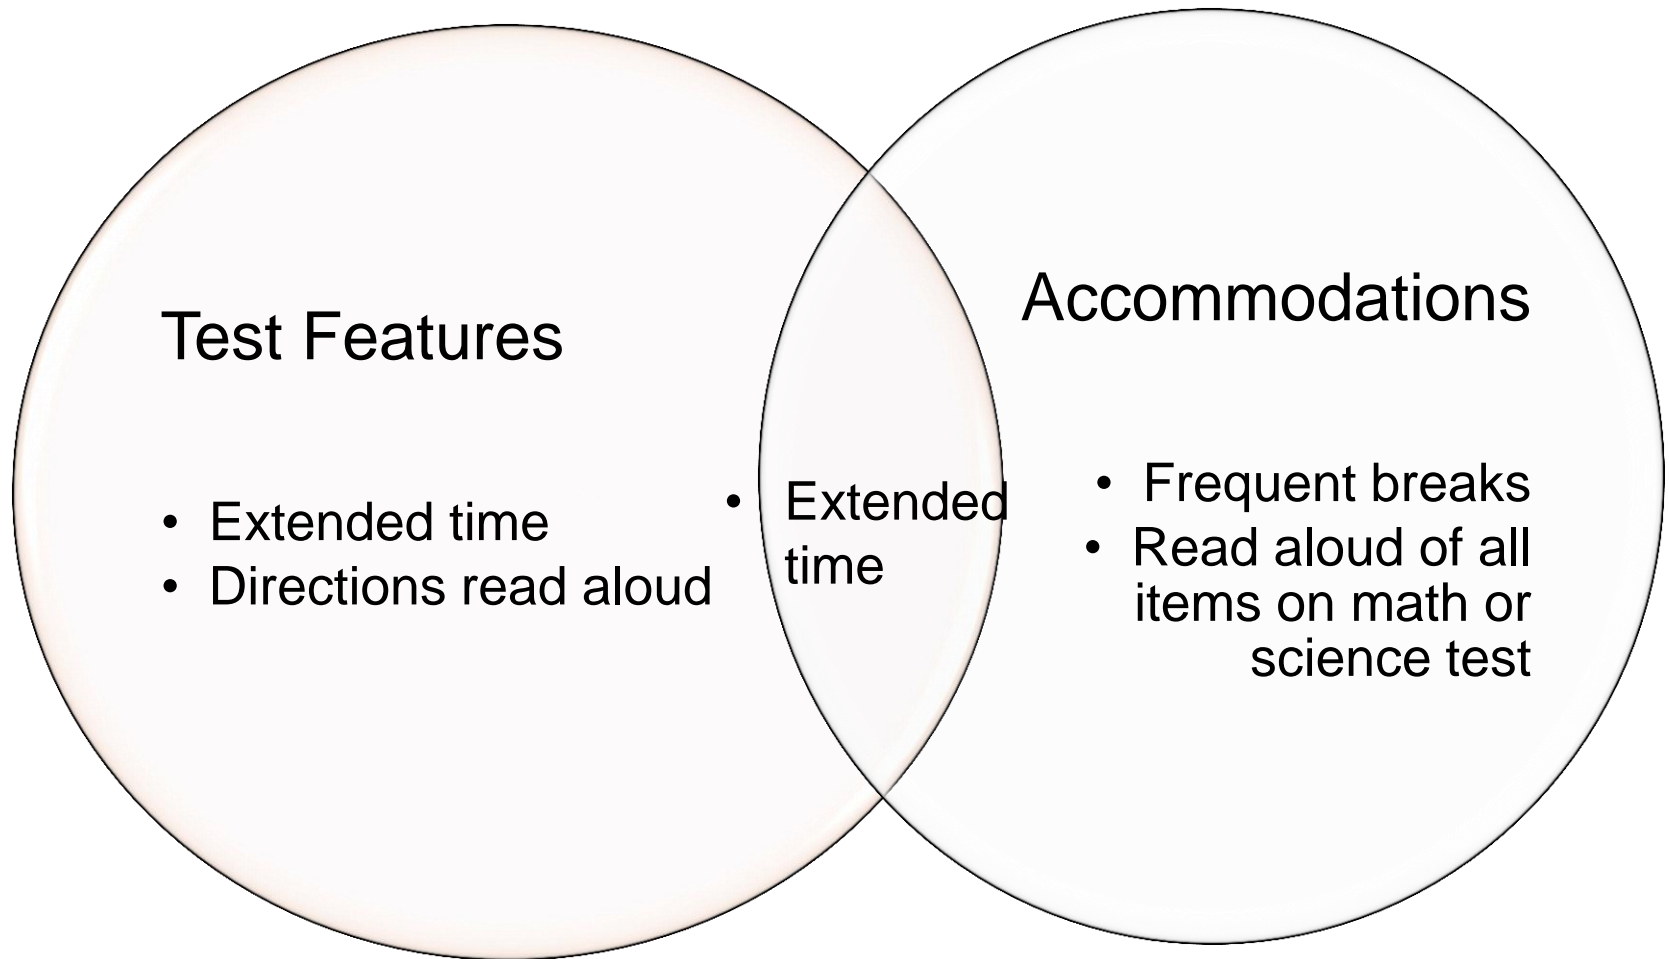 Test Features
• Extended time
• Directions read aloud
• Extended
time
Accommodations
• Frequent breaks
• Read aloud of all
items on math or
science test